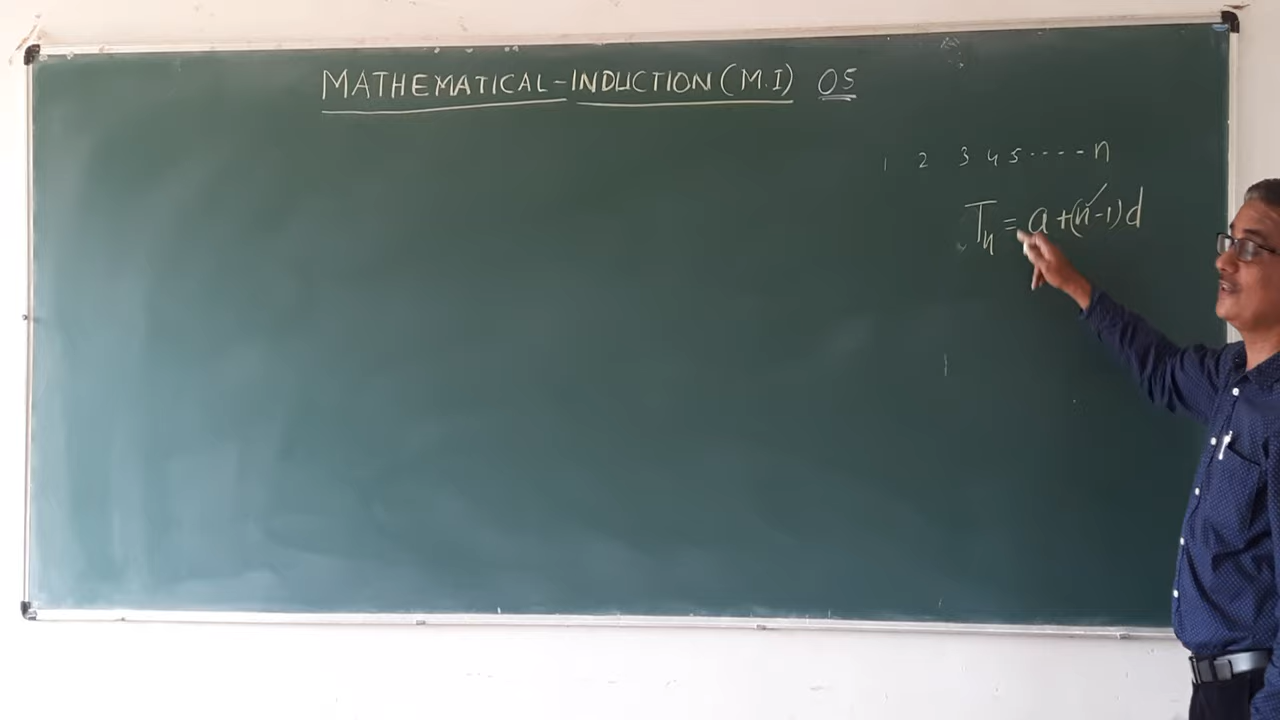 MATHEMATICAL-INDUCTION (M.I) 05
1 2 3 4 5 ····- n
Tn = a + (n-1) d